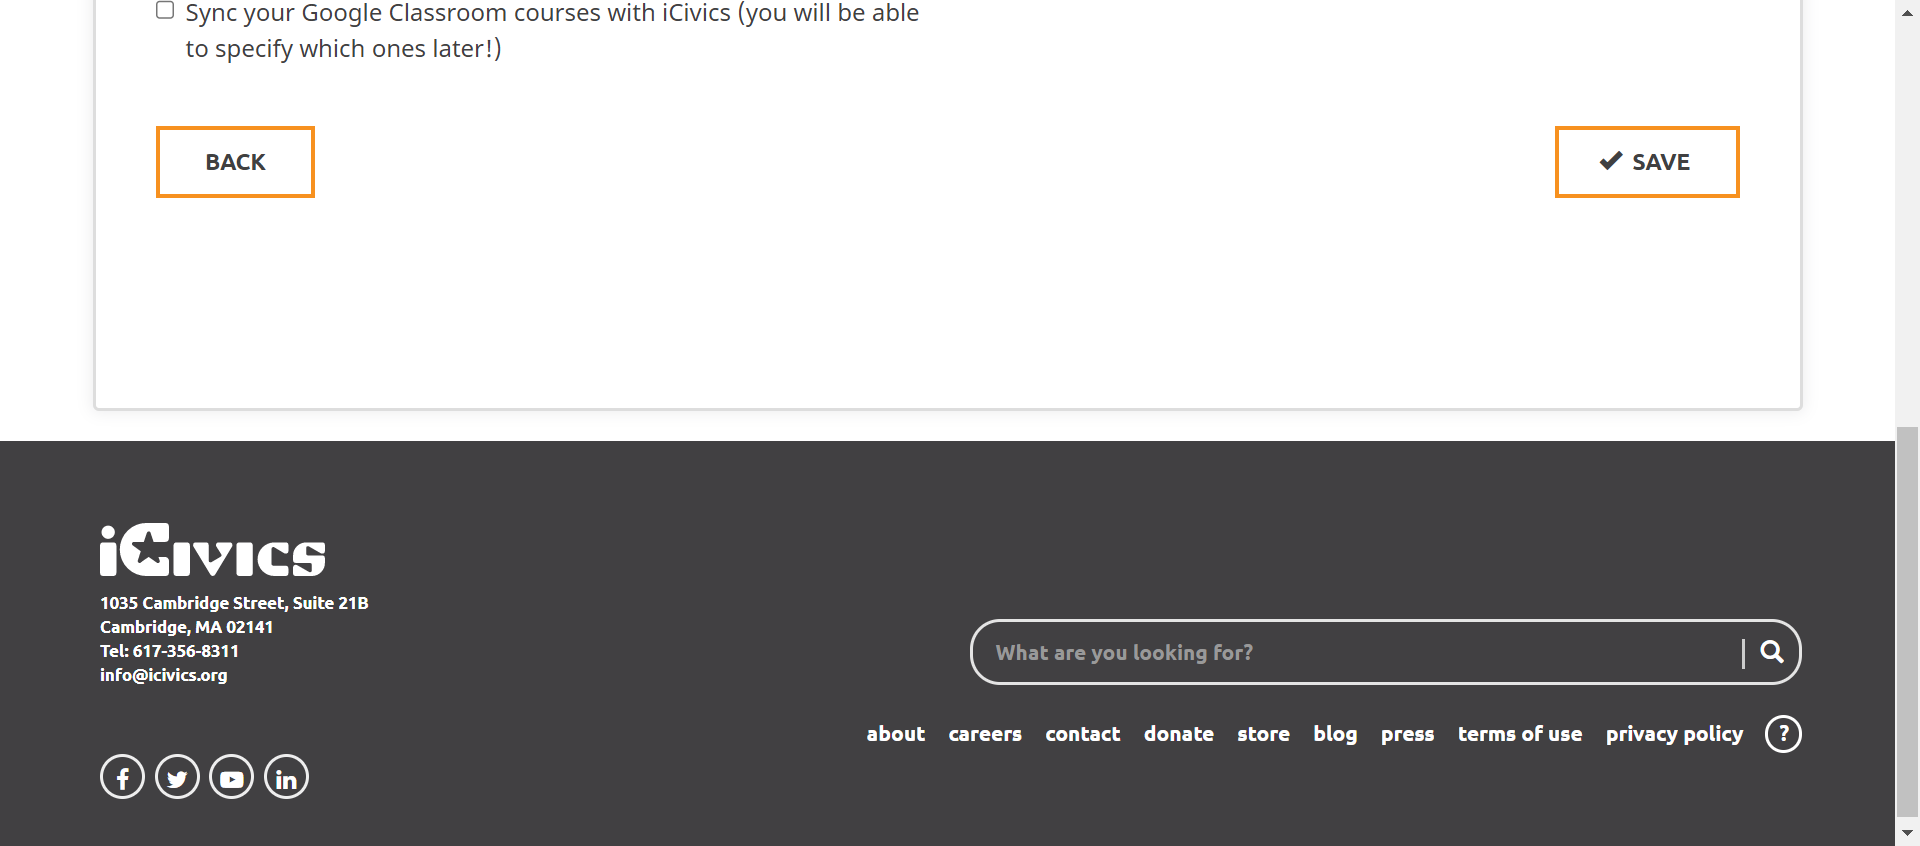 Sync your Google Classroom courses with iCivics (you will be able
to specify which ones later!)
BACK
SAVE
iCivics
1035 Cambridge Street, Suite 21B
Cambridge, MA 02141
Tel: 617-356-8311
info@icivics.org
What are you looking for?
about careers contact donate store blog press terms of use privacy policy ?